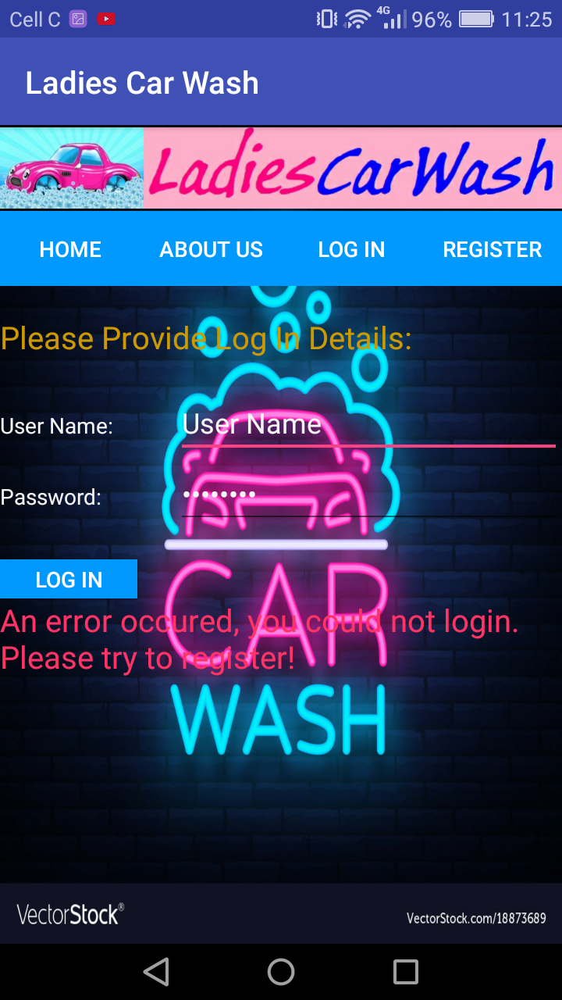 Cell C 4G 96% 11:25
Ladies Car Wash
LadiesCarWash
HOME ABOUT US LOG IN REGISTER
Please Provide Log In Details:
User Name: User Name
Password: ••••••••
LOG IN
An error occured, you could not login.
Please try to register!
CAR
WASH
VectorStock® VectorStock.com/18873689